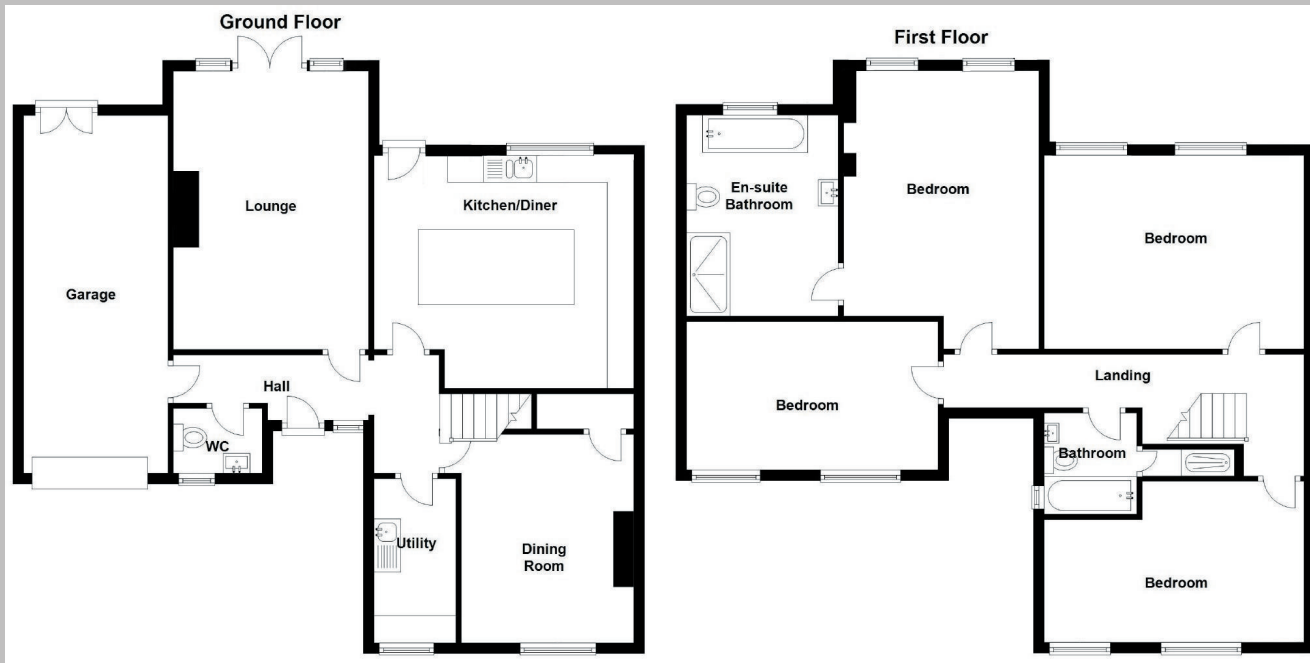 Ground Floor
Lounge
Kitchen/Diner
Garage
Hall
WC
Utility
Dining
Room
First Floor
En-suite
Bathroom
Bedroom
Bedroom
Bedroom
Landing
Bathroom
Bedroom